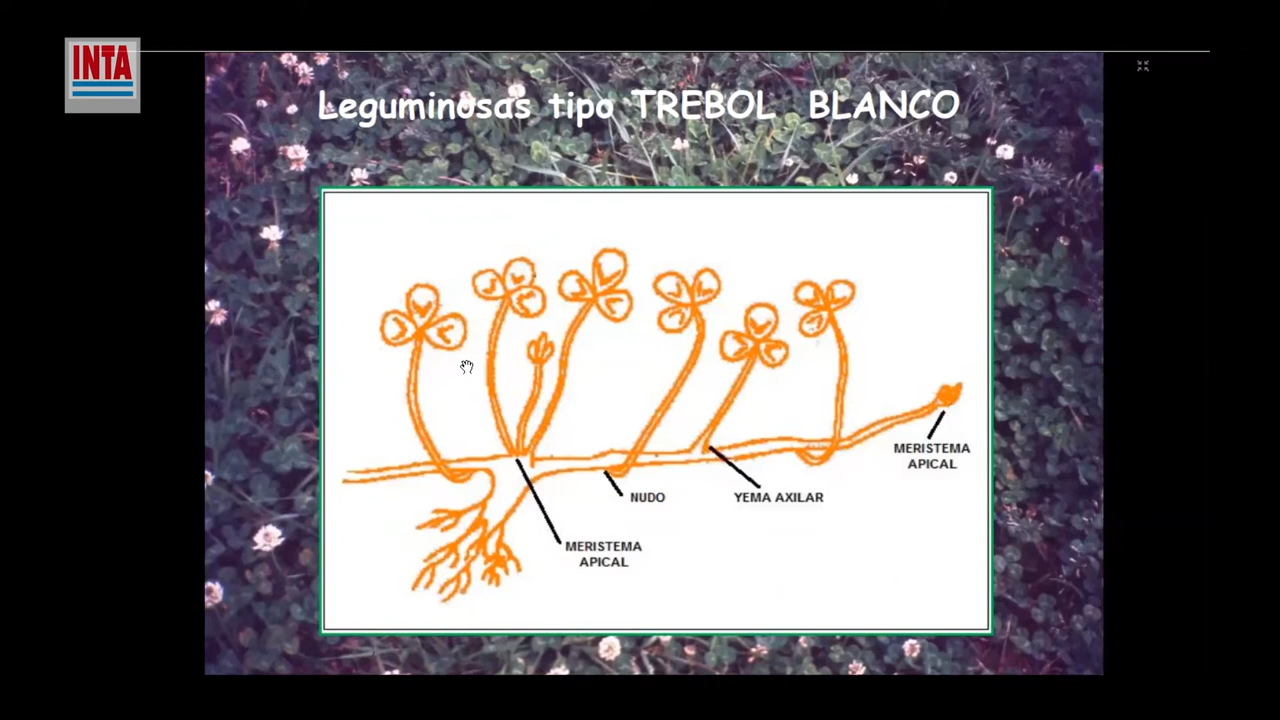 INTA
Leguminosas tipo TREBOL BLANCO
MERISTEMA
APICAL
NUDO
YEMA AXILAR
MERISTEMA
APICAL